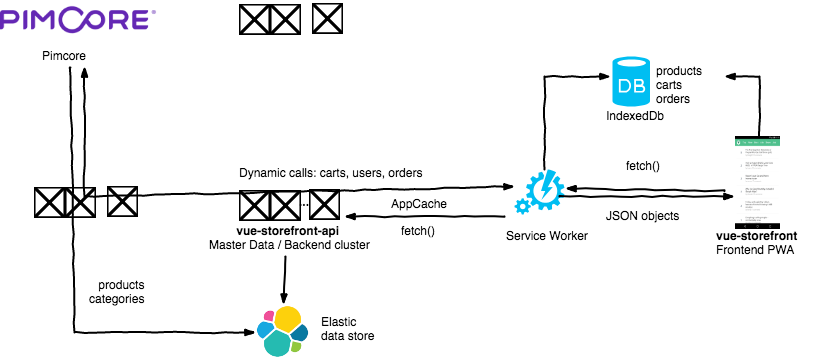 PIMCORE
Pimcore
products
carts
orders
DB
IndexedDb
Dynamic calls: carts, users, orders
fetch()
AppCache
JSON objects
vue-storefront-api
Master Data / Backend cluster
fetch()
Service Worker
vue-storefront
Frontend PWA
products
categories
Elastic
data store